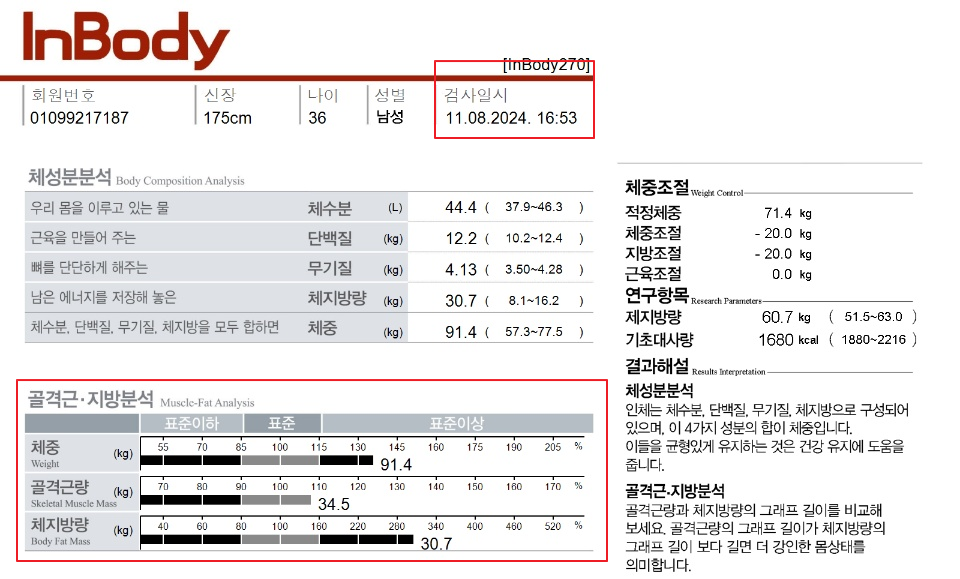 InBody
[InBody270]
회원번호 신장 나이 성별 검사일시
01099217187 175cm 36 남성 11.08.2024. 16:53
체성분분석 Body Composition Analysis
우리 몸을 이루고 있는 물 체수분 (L) 44.4 ( 37.9~46.3 )
근육을 만들어 주는 단백질 (kg) 12.2 ( 10.2~12.4 )
뼈를 단단하게 해주는 무기질 (kg) 4.13 ( 3.50~4.28 )
남은 에너지를 저장해 놓은 체지방량 (kg) 30.7 ( 8.1~16.2 )
체수분, 단백질, 무기질, 체지방을 모두 합하면 체중 (kg) 91.4 ( 57.3~77.5 )
골격근·지방분석 Muscle-Fat Analysis
표준이하 표준 표준이상
체중 Weight (kg) 55 70 85 100 115 130 145 160 175 190 205 %
91.4
골격근량 Skeletal Muscle Mass (kg) 70 80 90 100 110 120 130 140 150 160 170 %
34.5
체지방량 Body Fat Mass (kg) 40 60 80 100 160 220 280 340 400 460 520 %
30.7
체중조절 Weight Control
적정체중 71.4 kg
체중조절 - 20.0 kg
지방조절 - 20.0 kg
근육조절 0.0 kg
연구항목 Research Parameters
제지방량 60.7 kg ( 51.5~63.0 )
기초대사량 1680 kcal ( 1880~2216 )
결과해설 Results Interpretation
체성분분석
인체는 체수분, 단백질, 무기질, 체지방으로 구성되어
있으며, 이 4가지 성분의 합이 체중입니다.
이들을 균형있게 유지하는 것은 건강 유지에 도움을
줍니다.
골격근·지방분석
골격근량과 체지방량의 그래프 길이를 비교해
보세요. 골격근량의 그래프 길이가 체지방량의
그래프 길이 보다 길면 더 강인한 몸상태를
의미합니다.